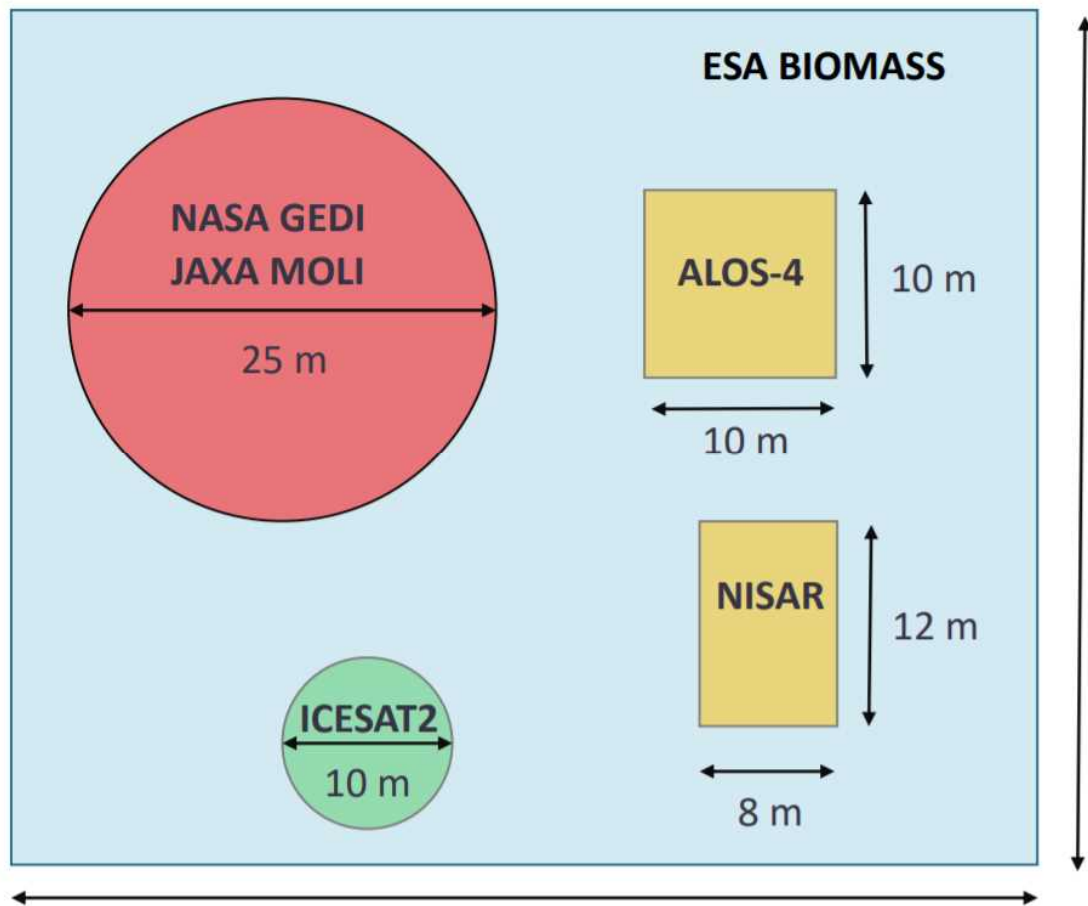 ESA BIOMASS
NASA GEDI
JAXA MOLI
25 m
ALOS-4
10 m
10 m
NISAR
12 m
8 m
ICESAT2
10 m